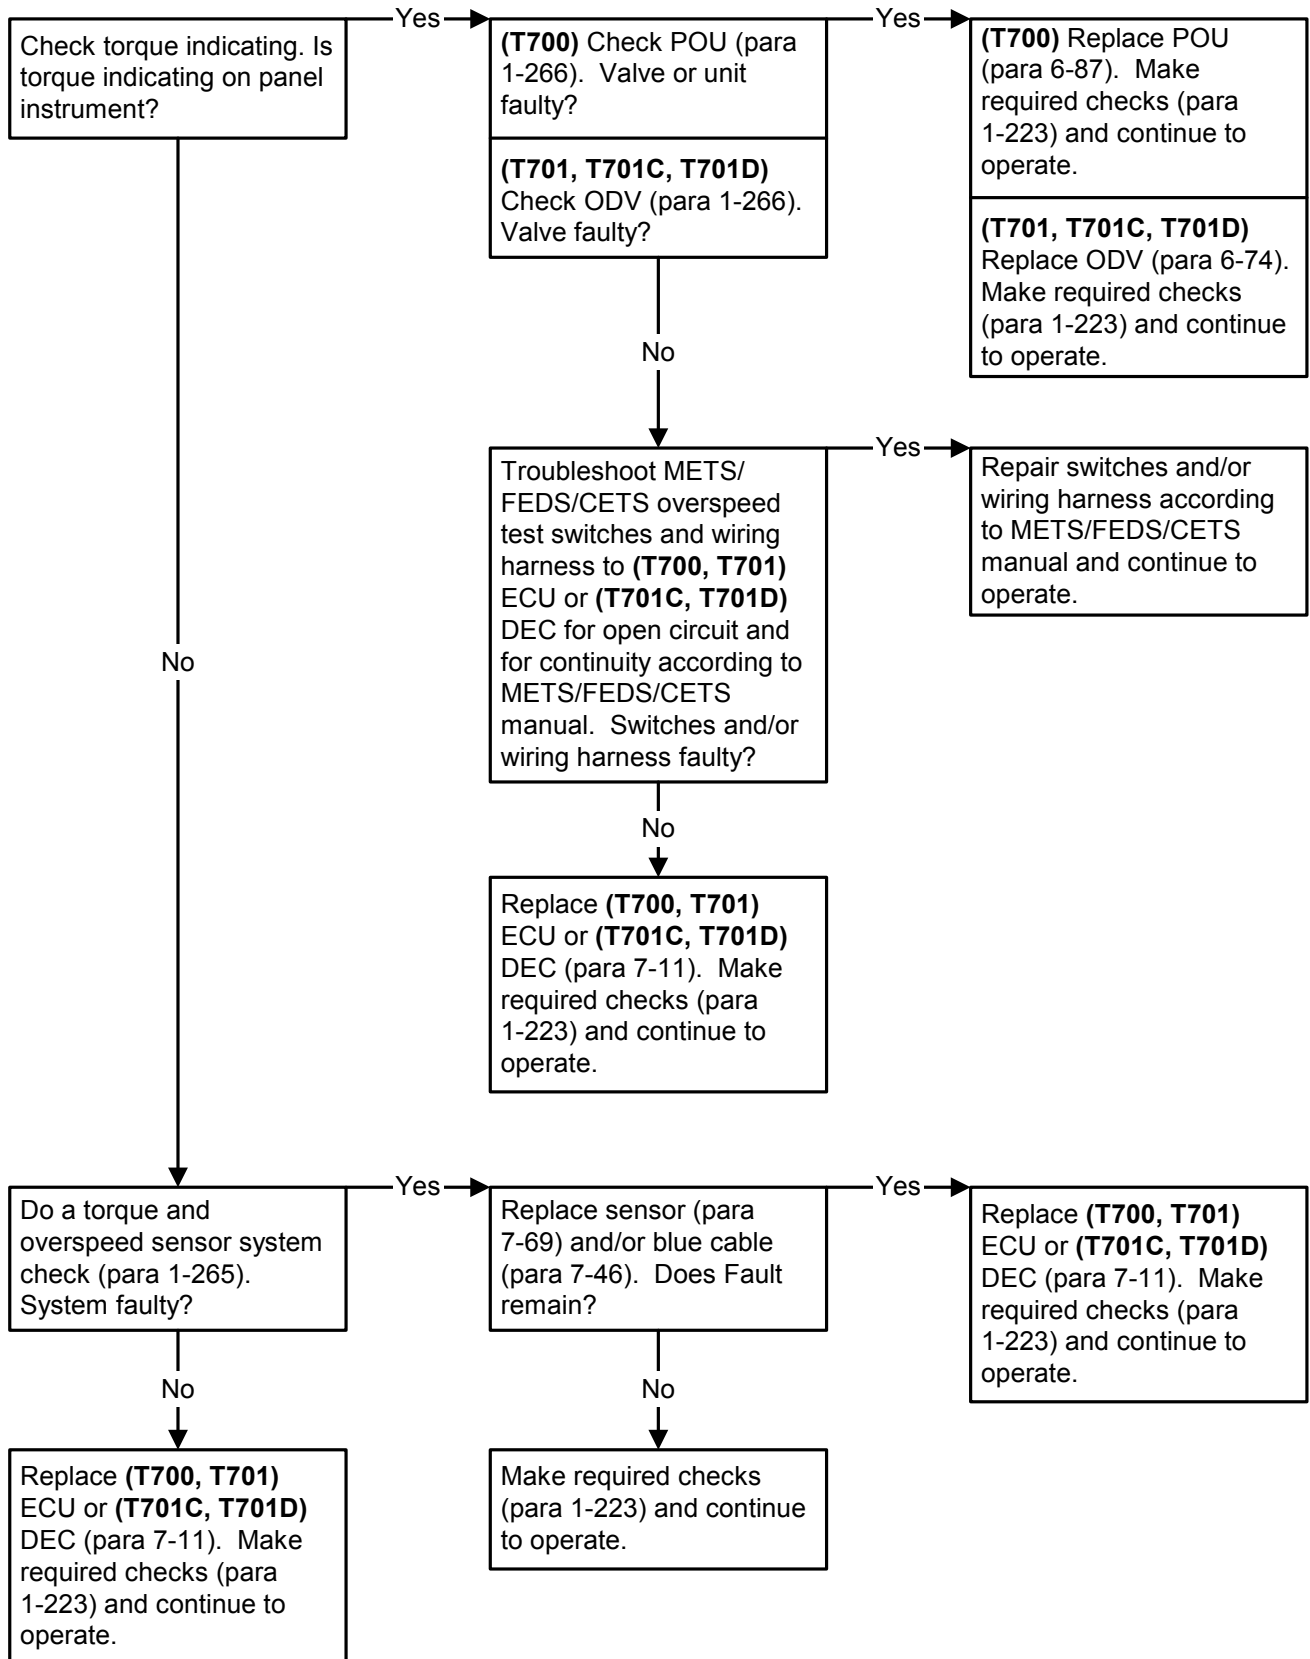 Check torque indicating. Is
torque indicating on panel
instrument?
Yes
(T700) Check POU (para
1-266). Valve or unit
faulty?
(T701, T701C, T701D)
Check ODV (para 1-266).
Valve faulty?
Yes
(T700) Replace POU
(para 6-87). Make
required checks (para
1-223) and continue to
operate.
(T701, T701C, T701D)
Replace ODV (para 6-74).
Make required checks
(para 1-223) and continue
to operate.
No
Troubleshoot METS/
FEDS/CETS overspeed
test switches and wiring
harness to (T700, T701)
ECU or (T701C, T701D)
DEC for open circuit and
for continuity according to
METS/FEDS/CETS
manual. Switches and/or
wiring harness faulty?
Yes
Repair switches and/or
wiring harness according
to METS/FEDS/CETS
manual and continue to
operate.
No
No
Replace (T700, T701)
ECU or (T701C, T701D)
DEC (para 7-11). Make
required checks (para
1-223) and continue to
operate.
Do a torque and
overspeed sensor system
check (para 1-265).
System faulty?
Yes
Replace sensor (para
7-69) and/or blue cable
(para 7-46). Does Fault
remain?
Yes
Replace (T700, T701)
ECU or (T701C, T701D)
DEC (para 7-11). Make
required checks (para
1-223) and continue to
operate.
No
Replace (T700, T701)
ECU or (T701C, T701D)
DEC (para 7-11). Make
required checks (para
1-223) and continue to
operate.
No
Make required checks
(para 1-223) and continue
to operate.